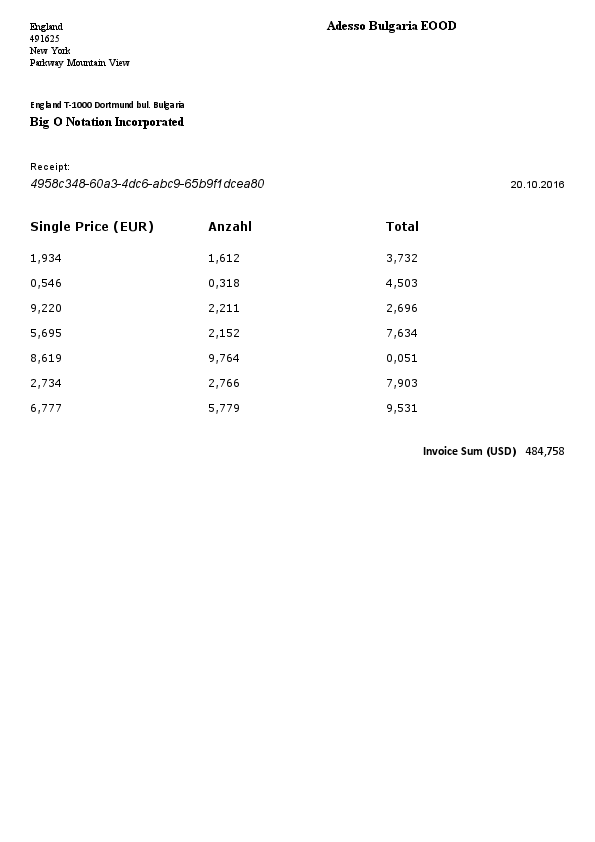 England
Adesso Bulgaria EOOD
491625
New York
Parkway Mountain View
England T-1000 Dortmund bul. Bulgaria
Big O Notation Incorporated
Receipt:
4958c348-60a3-4dc6-abc9-65b9f1dcea80 20.10.2016
Single Price (EUR) Anzahl Total
1,934 1,612 3,732
0,546 0,318 4,503
9,220 2,211 2,696
5,695 2,152 7,634
8,619 9,764 0,051
2,734 2,766 7,903
6,777 5,779 9,531
Invoice Sum (USD) 484,758